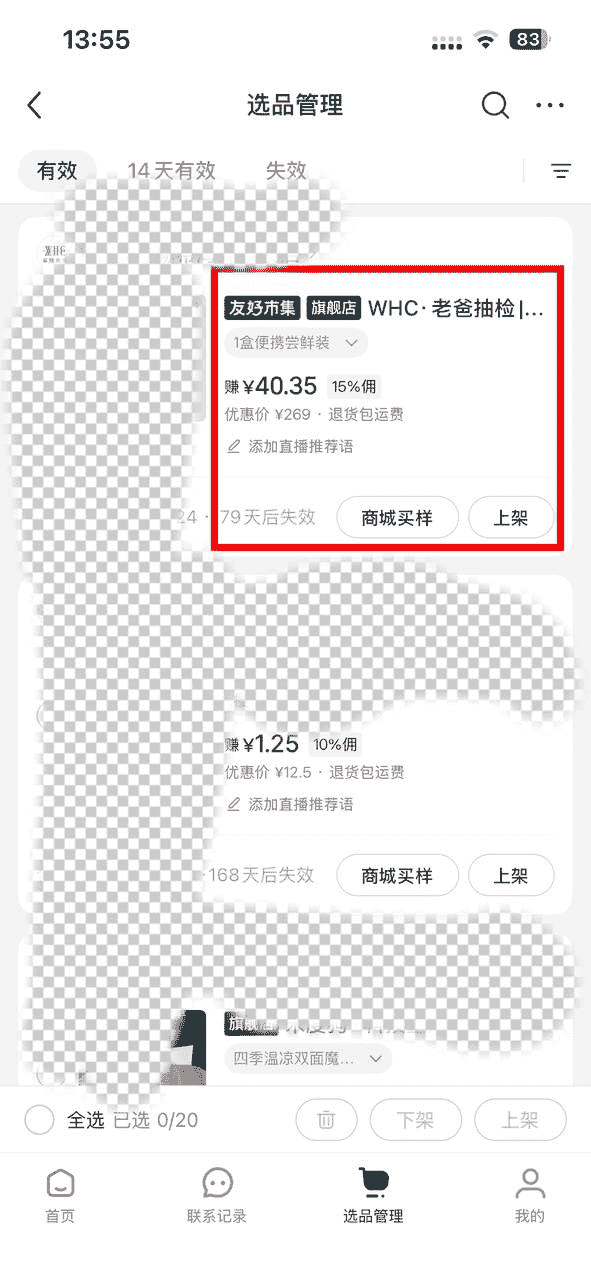 13:55
83
选品管理
有效 14天有效 失效
友好市集 旗舰店 WHC·老爸抽检|...
1盒便携尝鲜装
赚 ¥40.35 15%佣
优惠价 ¥269 · 退货包运费
添加直播推荐语
24 · 79天后失效 商城买样 上架
赚 ¥1.25 10%佣
优惠价 ¥12.5 · 退货包运费
添加直播推荐语
·168天后失效 商城买样 上架
旗舰店
四季温凉双面魔...
全选 已选 0/20 下架 上架
首页 联系记录 选品管理 我的